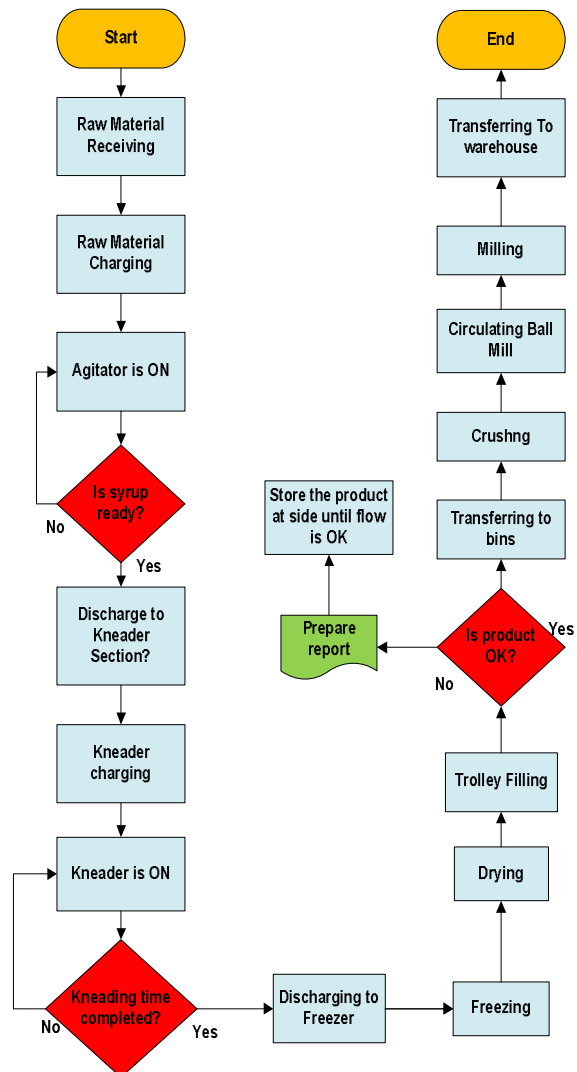 Start
Raw Material
Receiving
Raw Material
Charging
Agitator is ON
Is syrup
ready?
No
Yes
Discharge to
Kneader
Section?
Kneader
charging
Kneader is ON
Kneading time
completed?
No
Yes
Discharging to
Freezer
Freezing
Drying
Trolley Filling
Is product
OK?
Yes
No
Prepare
report
Store the product
at side until flow
is OK
Transferring to
bins
Crushng
Circulating Ball
Mill
Milling
Transferring To
warehouse
End